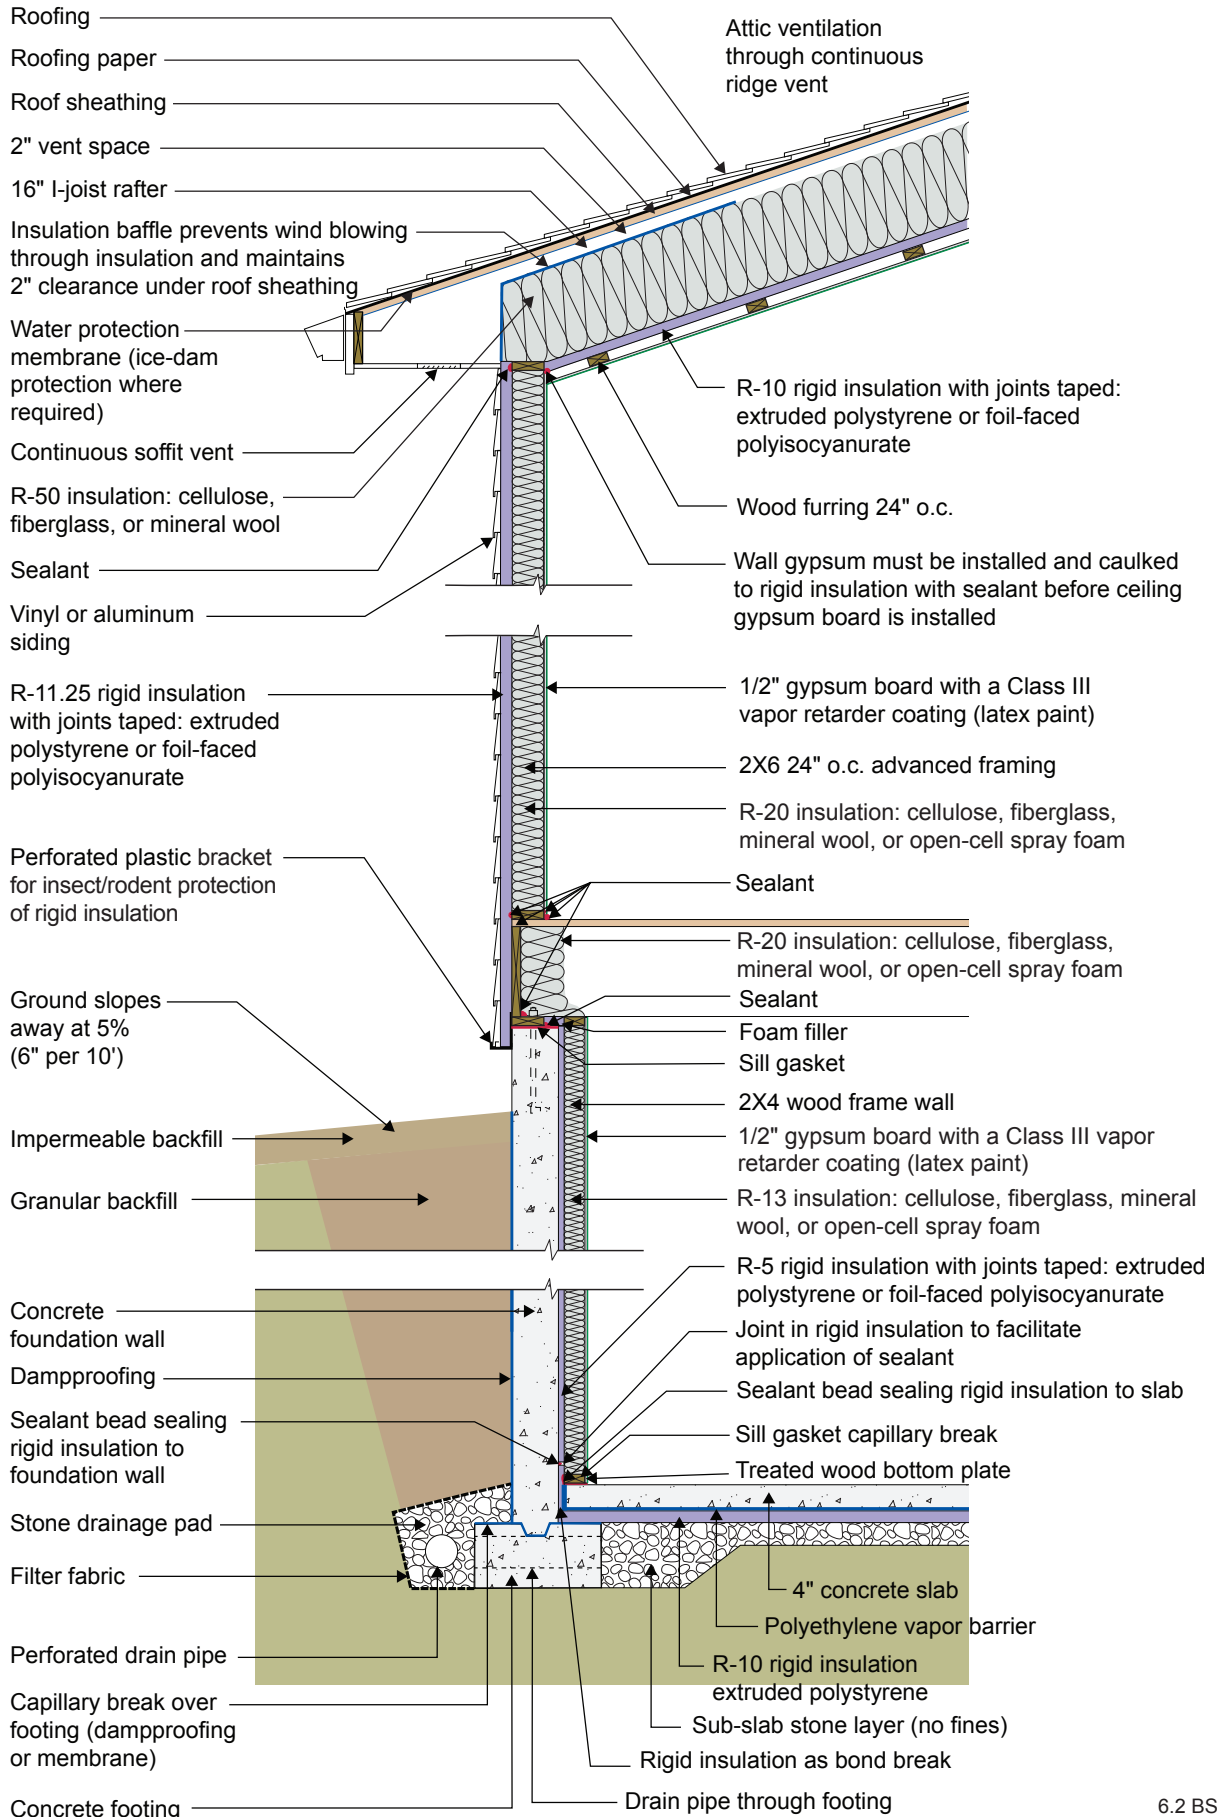 Roofing
Roofing paper
Roof sheathing
2" vent space
16" I-joist rafter
Insulation baffle prevents wind blowing
through insulation and maintains
2" clearance under roof sheathing
Water protection
membrane (ice-dam
protection where
required)
Continuous soffit vent
R-50 insulation: cellulose,
fiberglass, or mineral wool
Sealant
Vinyl or aluminum
siding
R-11.25 rigid insulation
with joints taped: extruded
polystyrene or foil-faced
polyisocyanurate
Perforated plastic bracket
for insect/rodent protection
of rigid insulation
Ground slopes
away at 5%
(6" per 10')
Impermeable backfill
Granular backfill
Concrete
foundation wall
Dampproofing
Sealant bead sealing
rigid insulation to
foundation wall
Stone drainage pad
Filter fabric
Perforated drain pipe
Capillary break over
footing (dampproofing
or membrane)
Concrete footing
Attic ventilation
through continuous
ridge vent
R-10 rigid insulation with joints taped:
extruded polystyrene or foil-faced
polyisocyanurate
Wood furring 24" o.c.
Wall gypsum must be installed and caulked
to rigid insulation with sealant before ceiling
gypsum board is installed
1/2" gypsum board with a Class III
vapor retarder coating (latex paint)
2X6 24" o.c. advanced framing
R-20 insulation: cellulose, fiberglass,
mineral wool, or open-cell spray foam
Sealant
R-20 insulation: cellulose, fiberglass,
mineral wool, or open-cell spray foam
Sealant
Foam filler
Sill gasket
2X4 wood frame wall
1/2" gypsum board with a Class III vapor
retarder coating (latex paint)
R-13 insulation: cellulose, fiberglass, mineral
wool, or open-cell spray foam
R-5 rigid insulation with joints taped: extruded
polystyrene or foil-faced polyisocyanurate
Joint in rigid insulation to facilitate
application of sealant
Sealant bead sealing rigid insulation to slab
Sill gasket capillary break
Treated wood bottom plate
4" concrete slab
Polyethylene vapor barrier
R-10 rigid insulation
extruded polystyrene
Sub-slab stone layer (no fines)
Rigid insulation as bond break
Drain pipe through footing
6.2 BS